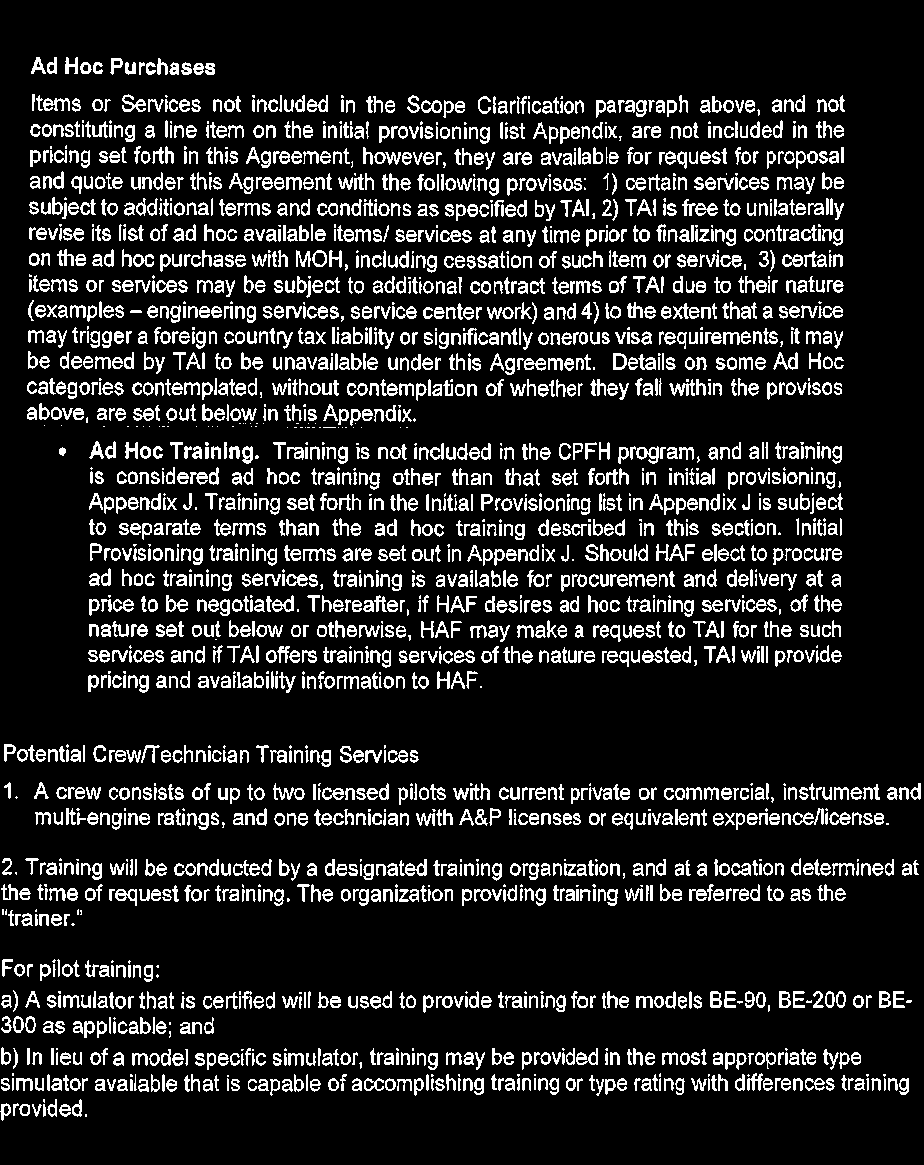 Ad Hoc Purchases
Items or Services not included in the Scope Clarification paragraph above, and not
constituting a line item on the initial provisioning list Appendix, are not included in the
pricing set forth in this Agreement, however, they are available for request for proposal
and quote under this Agreement with the following provisos: 1) certain services may be
subject to additional terms and conditions as specified by TAI, 2) TAI is free to unilaterally
revise its list of ad hoc available items/ services at any time prior to finalizing contracting
on the ad hoc purchase with MOH, including cessation of such item or service, 3) certain
items or services may be subject to additional contract terms of TAI due to their nature
(examples – engineering services, service center work) and 4) to the extent that a service
may trigger a foreign country tax liability or significantly onerous visa requirements, it may
be deemed by TAI to be unavailable under this Agreement. Details on some Ad Hoc
categories contemplated, without contemplation of whether they fall within the provisos
above, are set out below in this Appendix.
• Ad Hoc Training. Training is not included in the CPFH program, and all training
is considered ad hoc training other than that set forth in initial provisioning,
Appendix J. Training set forth in the Initial Provisioning list in Appendix J is subject
to separate terms than the ad hoc training described in this section. Initial
Provisioning training terms are set out in Appendix J. Should HAF elect to procure
ad hoc training services, training is available for procurement and delivery at a
price to be negotiated. Thereafter, if HAF desires ad hoc training services, of the
nature set out below or otherwise, HAF may make a request to TAI for the such
services and if TAI offers training services of the nature requested, TAI will provide
pricing and availability information to HAF.
Potential Crew/Technician Training Services
1. A crew consists of up to two licensed pilots with current private or commercial, instrument and
multi-engine ratings, and one technician with A&P licenses or equivalent experience/license.
2. Training will be conducted by a designated training organization, and at a location determined at
the time of request for training. The organization providing training will be referred to as the
"trainer."
For pilot training:
a) A simulator that is certified will be used to provide training for the models BE-90, BE-200 or BE-
300 as applicable; and
b) In lieu of a model specific simulator, training may be provided in the most appropriate type
simulator available that is capable of accomplishing training or type rating with differences training
provided.